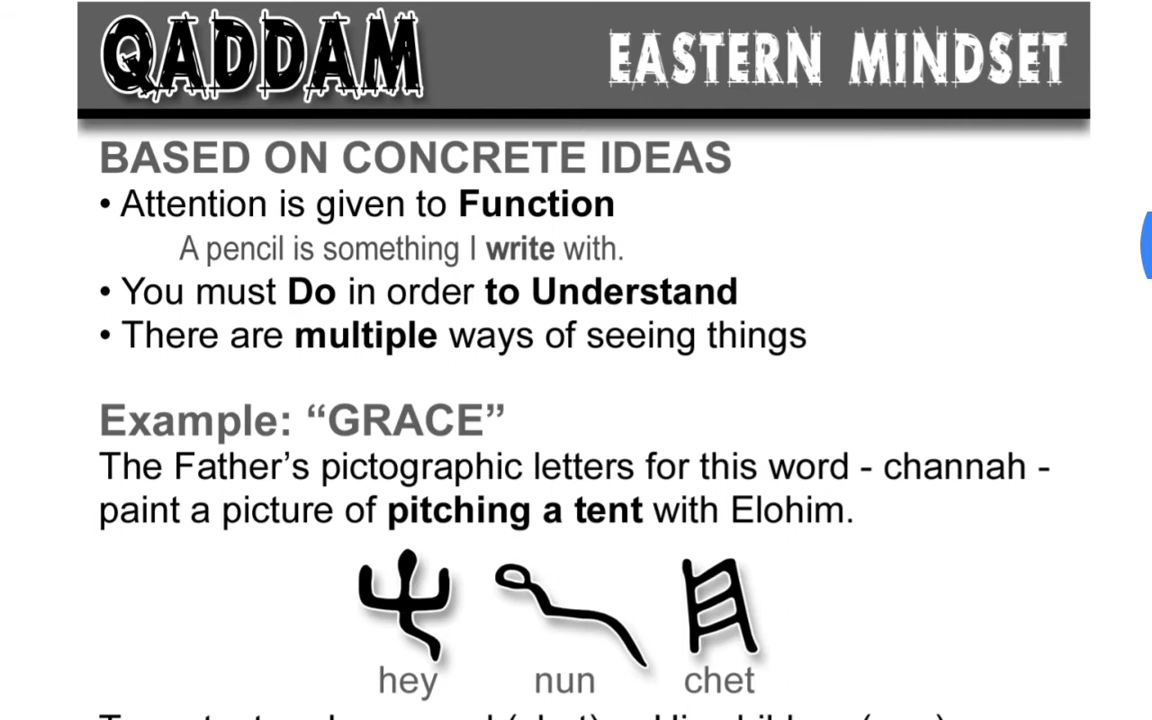 QADDAM
EASTERN MINDSET
BASED ON CONCRETE IDEAS
• Attention is given to Function
A pencil is something I write with.
• You must Do in order to Understand
• There are multiple ways of seeing things
Example: “GRACE”
The Father’s pictographic letters for this word - channah -
paint a picture of pitching a tent with Elohim.
hey nun chet